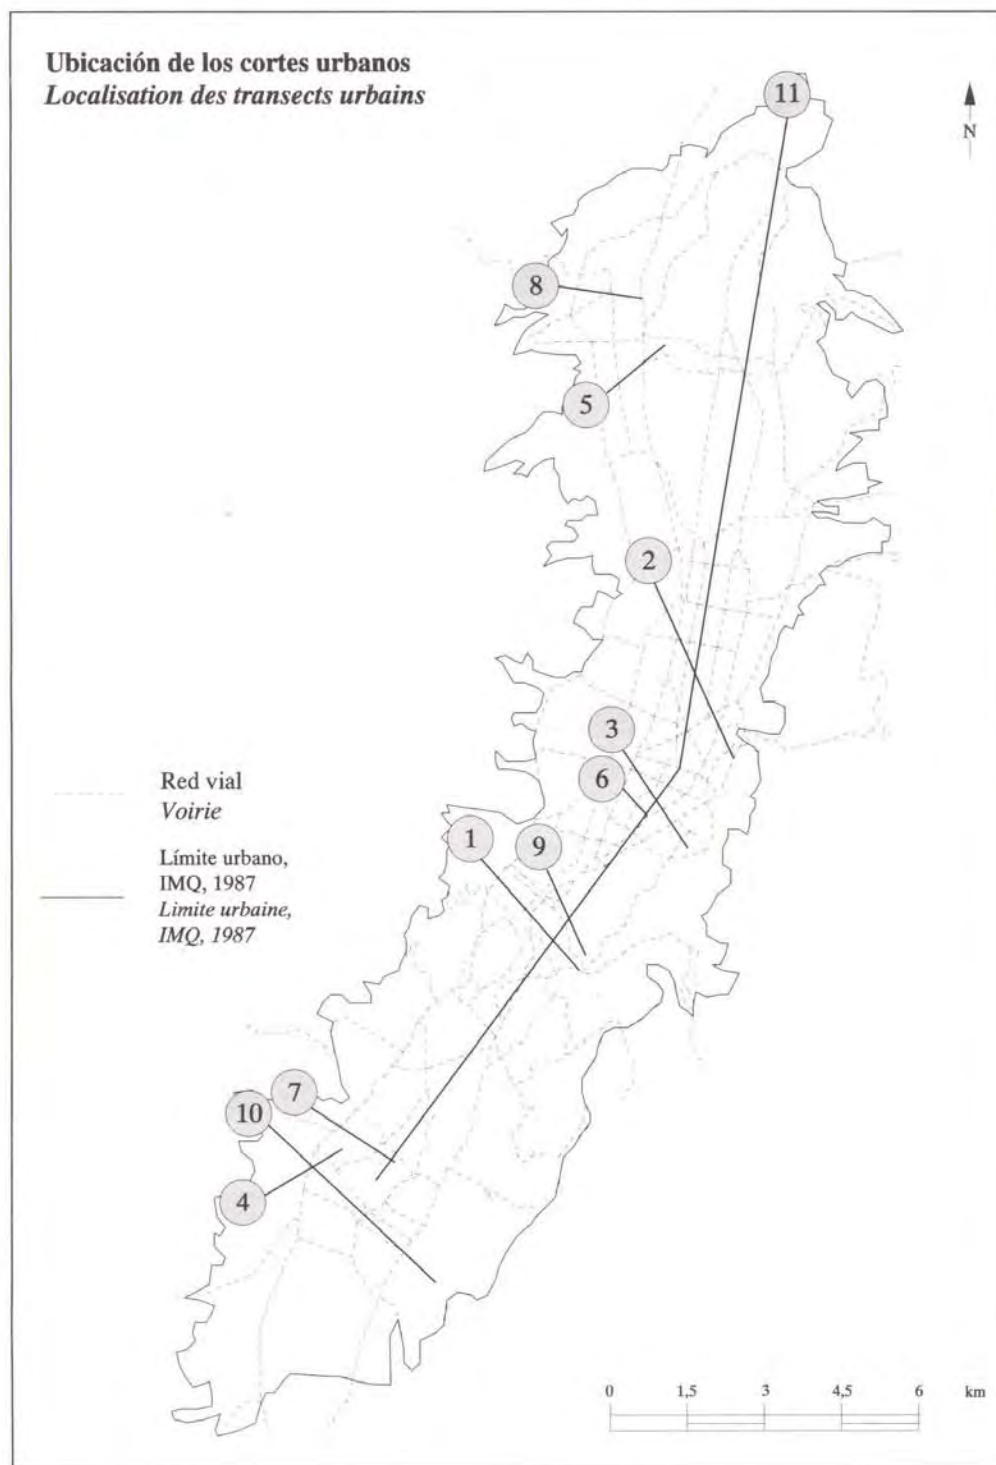 Ubicación de los cortes urbanos
Localisation des transects urbains
11
N
8
5
2
3
6
Red vial
Voirie
1
9
Límite urbano,
IMQ, 1987
Limite urbaine,
IMQ, 1987
7
10
4
0 1,5 3 4,5 6 km